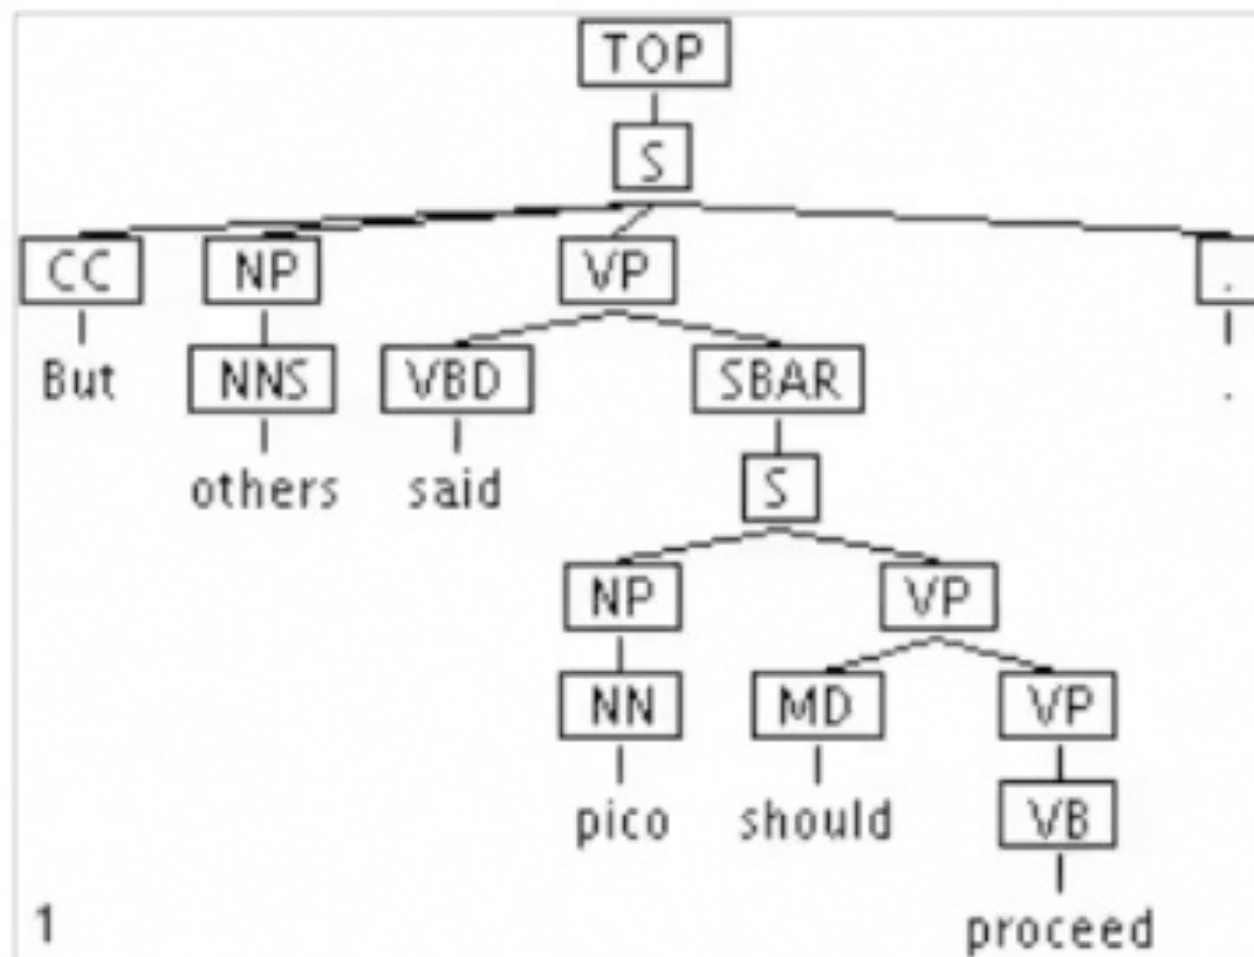 TOP
S
CC NP VP .
But NNS VBD SBAR .
others said S
NP VP
NN MD VP
pico should VB
1 proceed